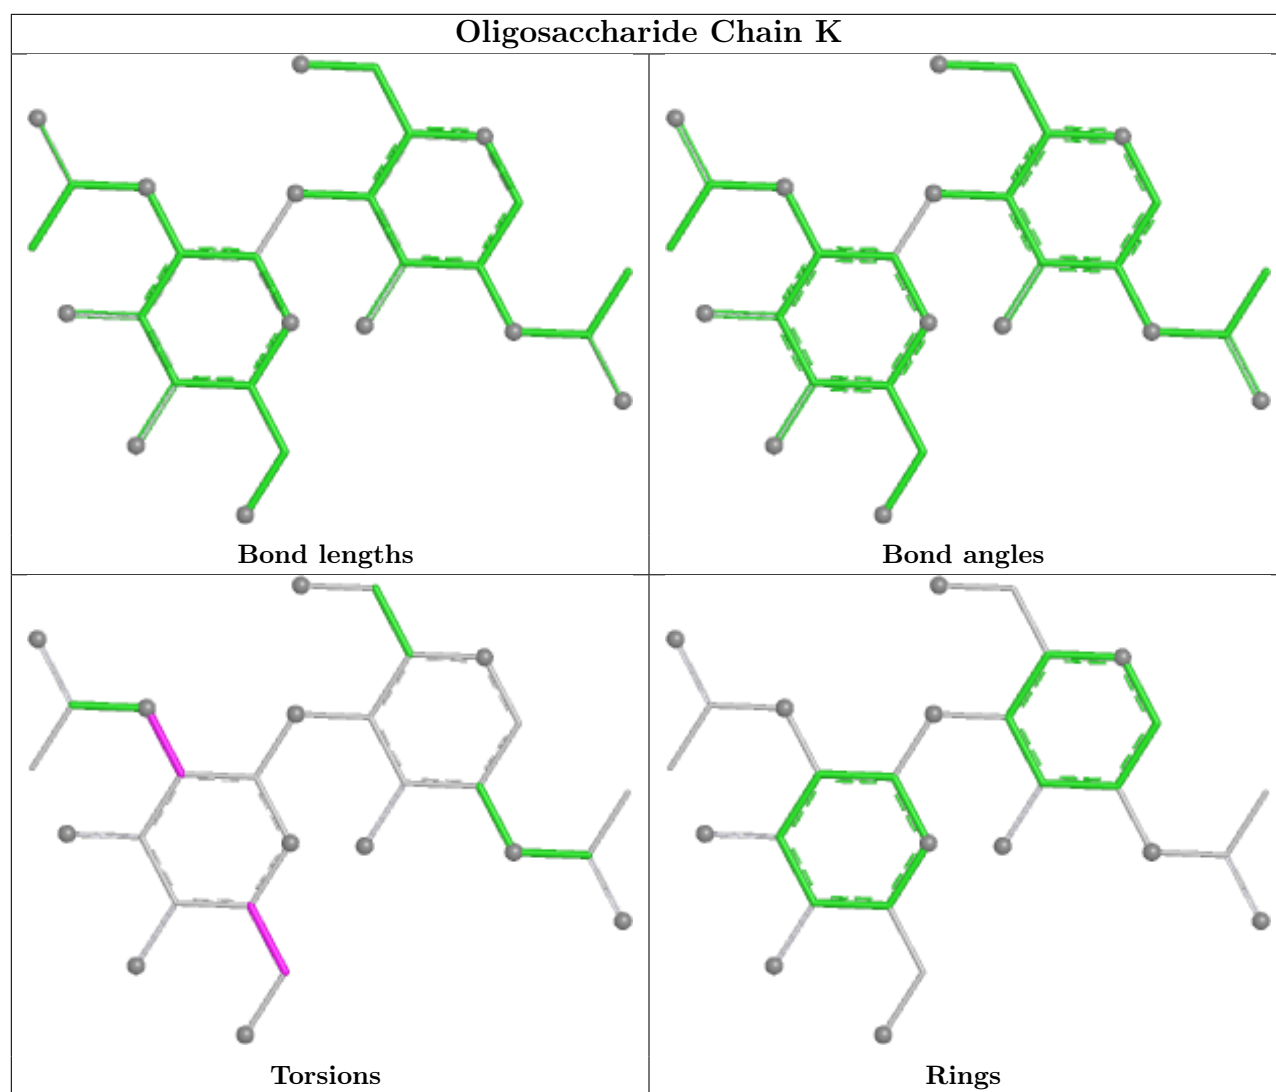 Oligosaccharide Chain K
Bond lengths
Bond angles
Torsions
Rings